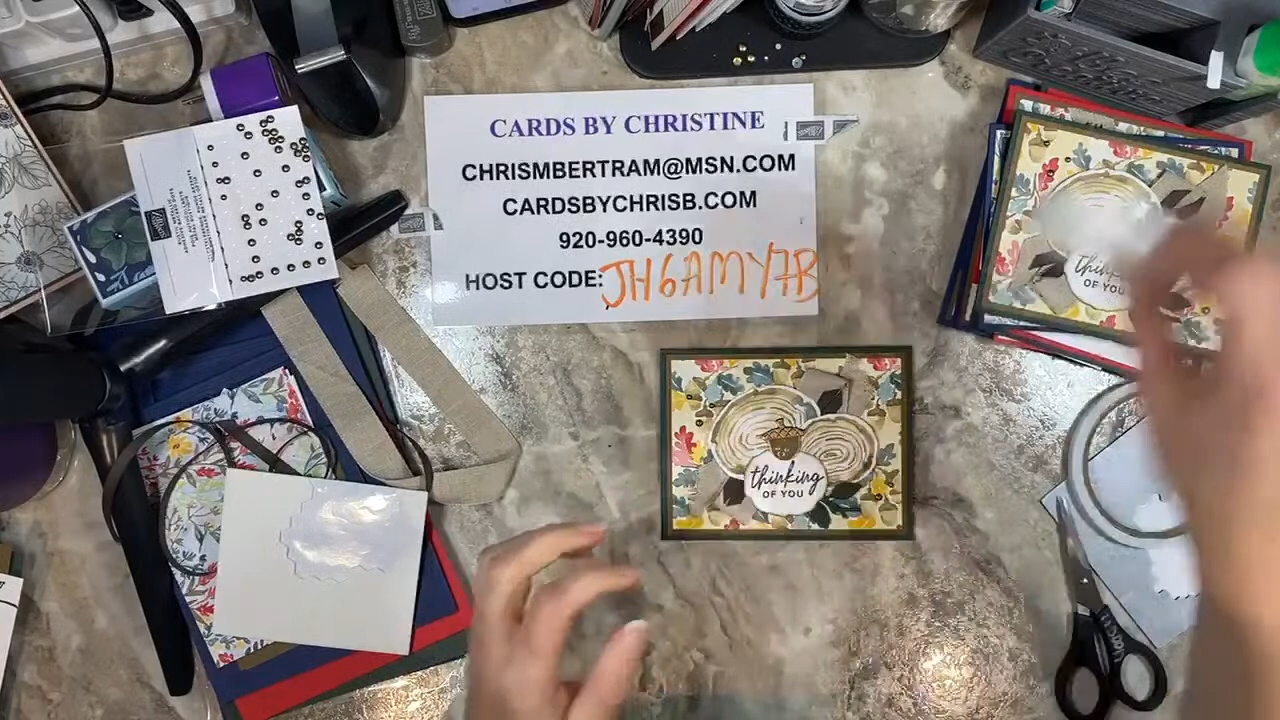 CARDS BY CHRISTINE
CHRISMBERTRAM@MSN.COM
CARDSBYCHRISB.COM
920-960-4390
HOST CODE: JH6AMY7B
thinking
OF YOU
thinking
OF YOU